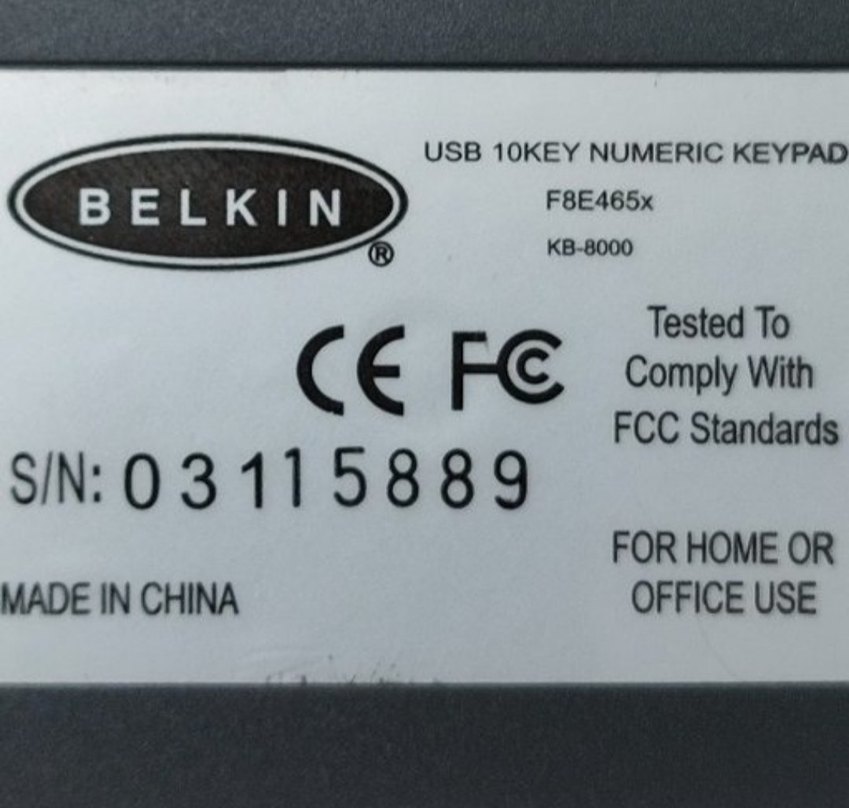 BELKIN®
USB 10KEY NUMERIC KEYPAD
F8E465x
KB-8000
CE FC
Tested To
Comply With
FCC Standards
S/N: 03115889
FOR HOME OR
OFFICE USE
MADE IN CHINA